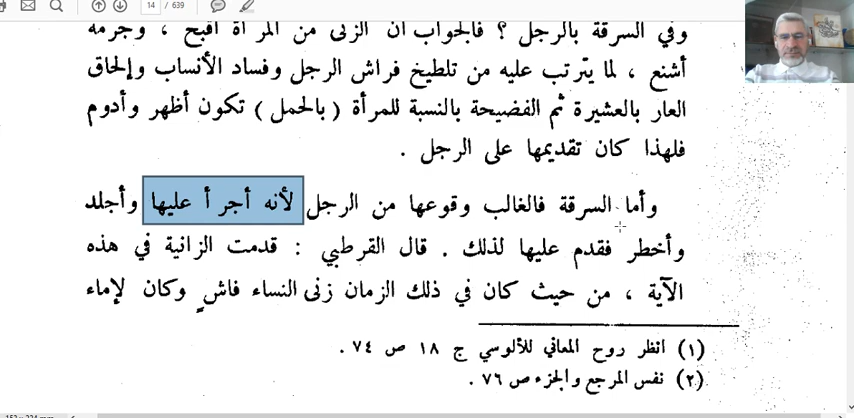 14 / 639
وفي السرقة بالرجل ؟ فالجواب أن الزنى من المرأة أقبح ، وجرمه
أشنع ، لما يترتب عليه من تلطيخ فراش الرجل وفساد الأنساب وإلحاق
العار بالعشيرة ثم الفضيحة بالنسبة للمرأة ( بالحمل ) تكون أظهر وأدوم
فلهذا كان تقديمها على الرجل .
وأما السرقة فالغالب وقوعها من الرجل لأنه أجر أ عليها وأجلد
وأخطر فقدم عليها لذلك . قال القرطبي : قدمت الزانية في هذه
الآية ، من حيث كان في ذلك الزمان زنى النساء فاش وكان لإماء
(١) انظر روح المعاني للألوسي ج ١٨ ص ٧٤ .
(٢) نفس المرجع والجزء ص ٧٦ .